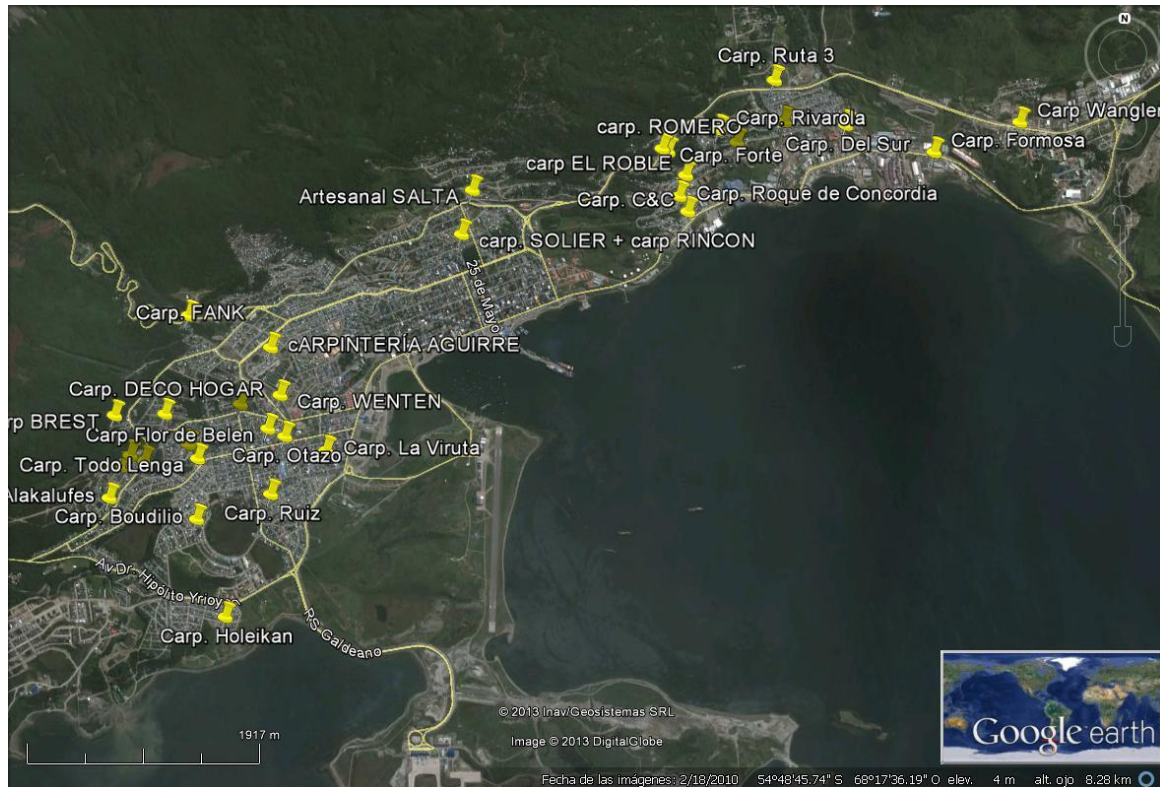 N
Carp. Ruta 3
Carp Wangler
carp. ROMERO
Carp. Rivarola
Carp. Del Sur
Carp. Formosa
carp EL ROBLE
Carp. Forte
Artesanal SALTA
Carp. C&C
Carp. Roque de Concordia
carp. SOLIER + carp RINCON
25 de Mayo
Carp. FANK
cARPINTERÍA AGUIRRE
Carp. DECO HOGAR
Carp. WENTEN
rp BREST
Carp Flor de Belen
Carp. Otazo
Carp. La Viruta
Carp. Todo Lenga
Alakalufes
Carp. Boudilio
Carp. Ruiz
Av Dr. Hipólito Yrigoye
Carp. Holeikan
RS Galdeano
© 2013 Inav/Geosistemas SRL
Image © 2013 DigitalGlobe
1917 m
Google earth
Fecha de las imágenes: 2/18/2010 54°48'45.74" S 68°17'36.19" O elev. 4 m alt. ojo 8.28 km